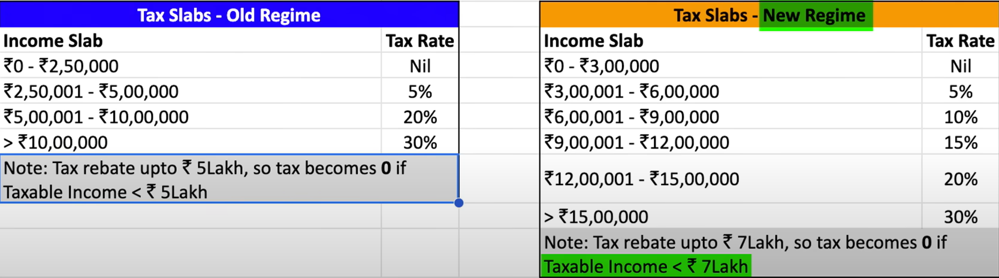 Tax Slabs - Old Regime
Income Slab Tax Rate
₹0 - ₹2,50,000 Nil
₹2,50,001 - ₹5,00,000 5%
₹5,00,001 - ₹10,00,000 20%
> ₹10,00,000 30%
Note: Tax rebate upto ₹ 5Lakh, so tax becomes 0 if
Taxable Income < ₹ 5Lakh
Tax Slabs - New Regime
Income Slab Tax Rate
₹0 - ₹3,00,000 Nil
₹3,00,001 - ₹6,00,000 5%
₹6,00,001 - ₹9,00,000 10%
₹9,00,001 - ₹12,00,000 15%
₹12,00,001 - ₹15,00,000 20%
> ₹15,00,000 30%
Note: Tax rebate upto ₹ 7Lakh, so tax becomes 0 if
Taxable Income < ₹ 7Lakh